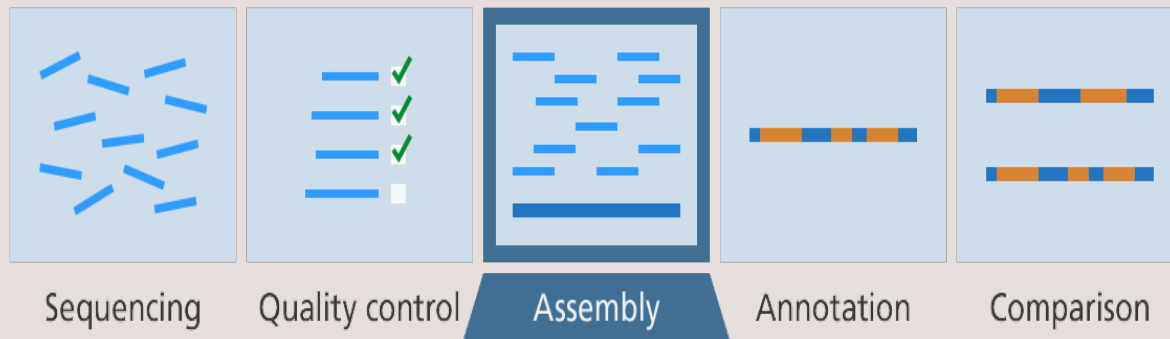 Sequencing
Quality control
Assembly
Annotation
Comparison